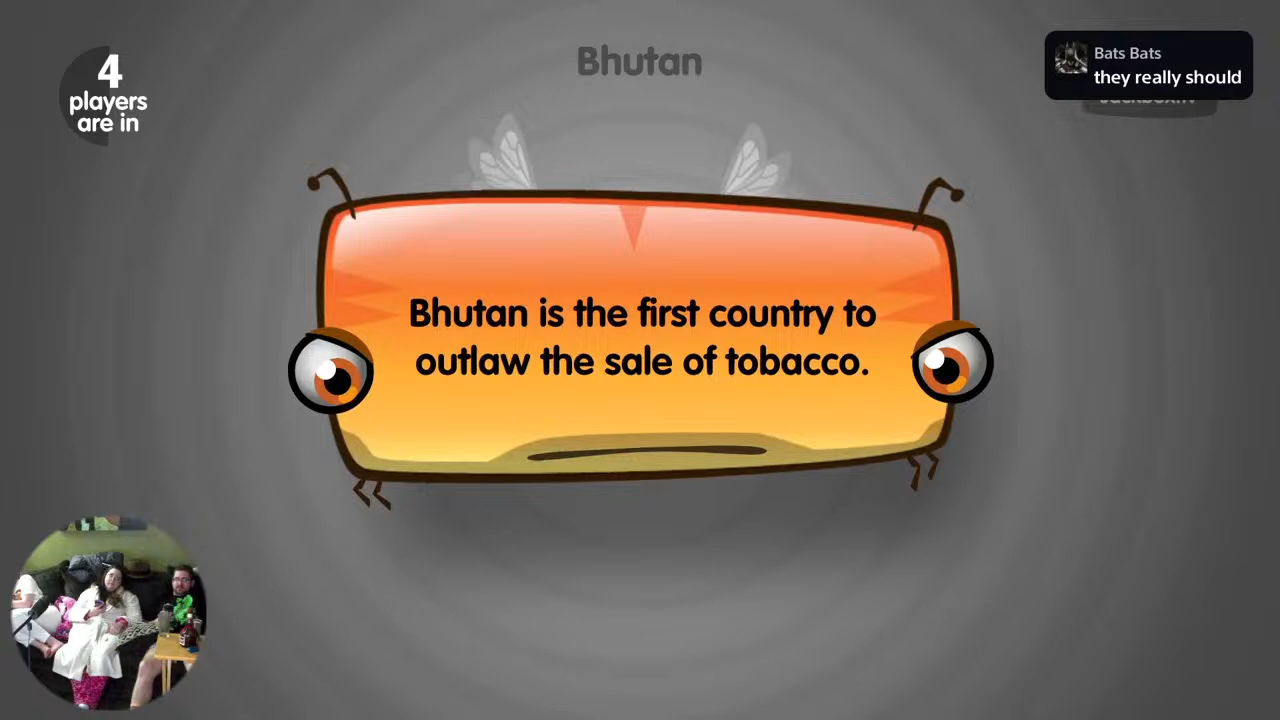 4
players
are in
Bhutan
Bats Bats
they really should
Bhutan is the first country to
outlaw the sale of tobacco.